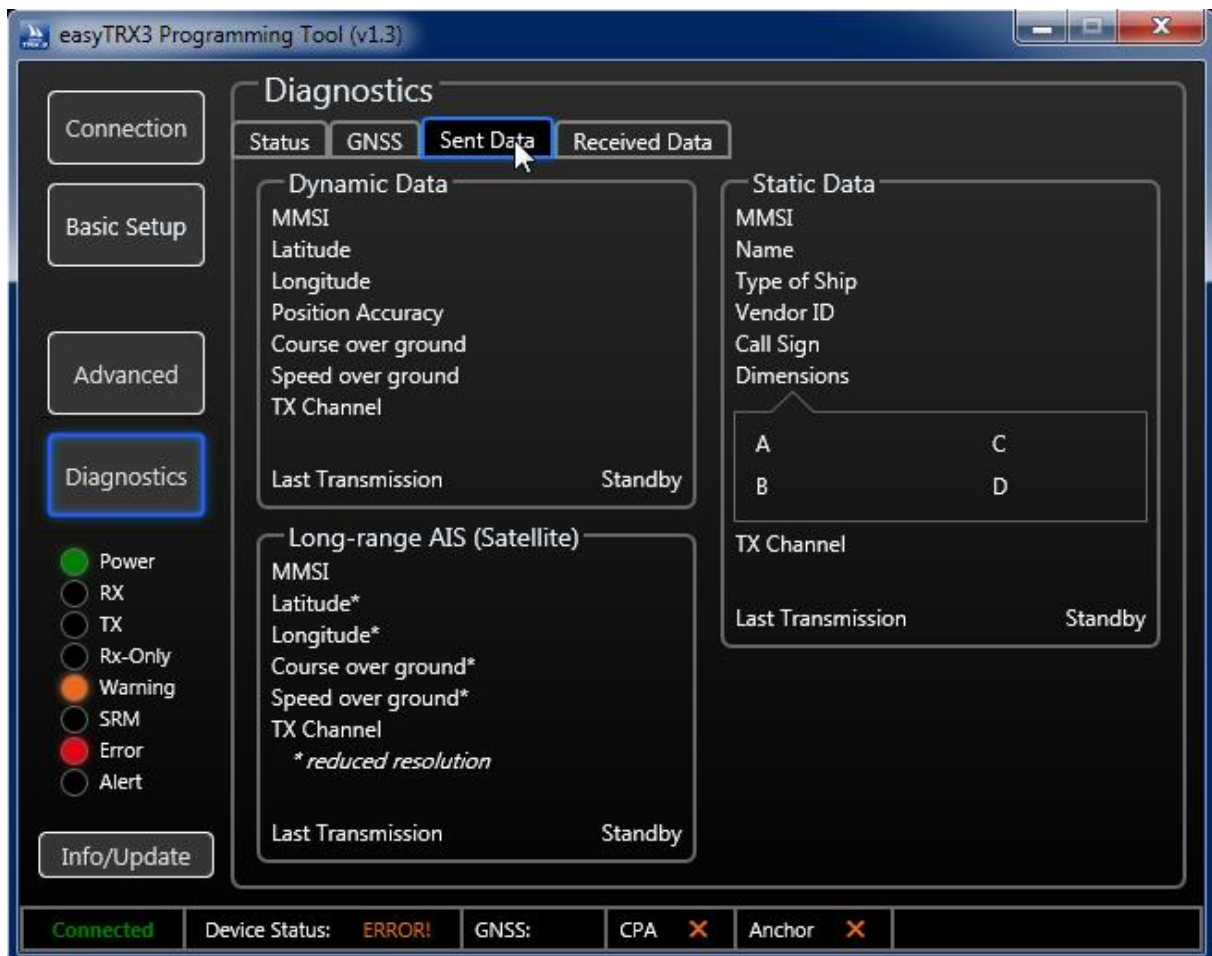 easyTRX3 Programming Tool (v1.3)
Connection
Basic Setup
Advanced
Diagnostics
Power
RX
TX
Rx-Only
Warning
SRM
Error
Alert
Info/Update
Diagnostics
Status GNSS Sent Data Received Data
Dynamic Data
MMSI
Latitude
Longitude
Position Accuracy
Course over ground
Speed over ground
TX Channel
Last Transmission Standby
Long-range AIS (Satellite)
MMSI
Latitude*
Longitude*
Course over ground*
Speed over ground*
TX Channel
* reduced resolution
Last Transmission Standby
Static Data
MMSI
Name
Type of Ship
Vendor ID
Call Sign
Dimensions
A C
B D
TX Channel
Last Transmission Standby
Connected Device Status: ERROR! GNSS: CPA Anchor